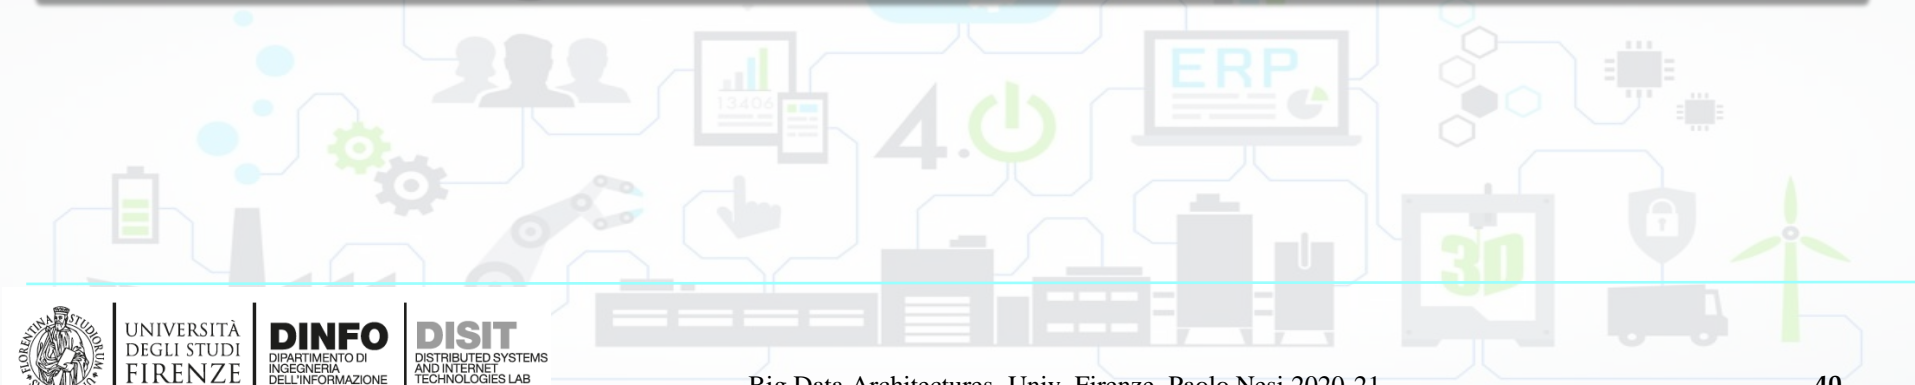 ERP
13406
4.
3D
UNIVERSITÀ
DEGLI STUDI
FIRENZE
DINFO
DIPARTIMENTO DI
INGEGNERIA
DELL'INFORMAZIONE
DISIT
DISTRIBUTED SYSTEMS
AND INTERNET
TECHNOLOGIES LAB
Big Data Architectures, Univ. Firenze, Paolo Nesi 2020-21
40